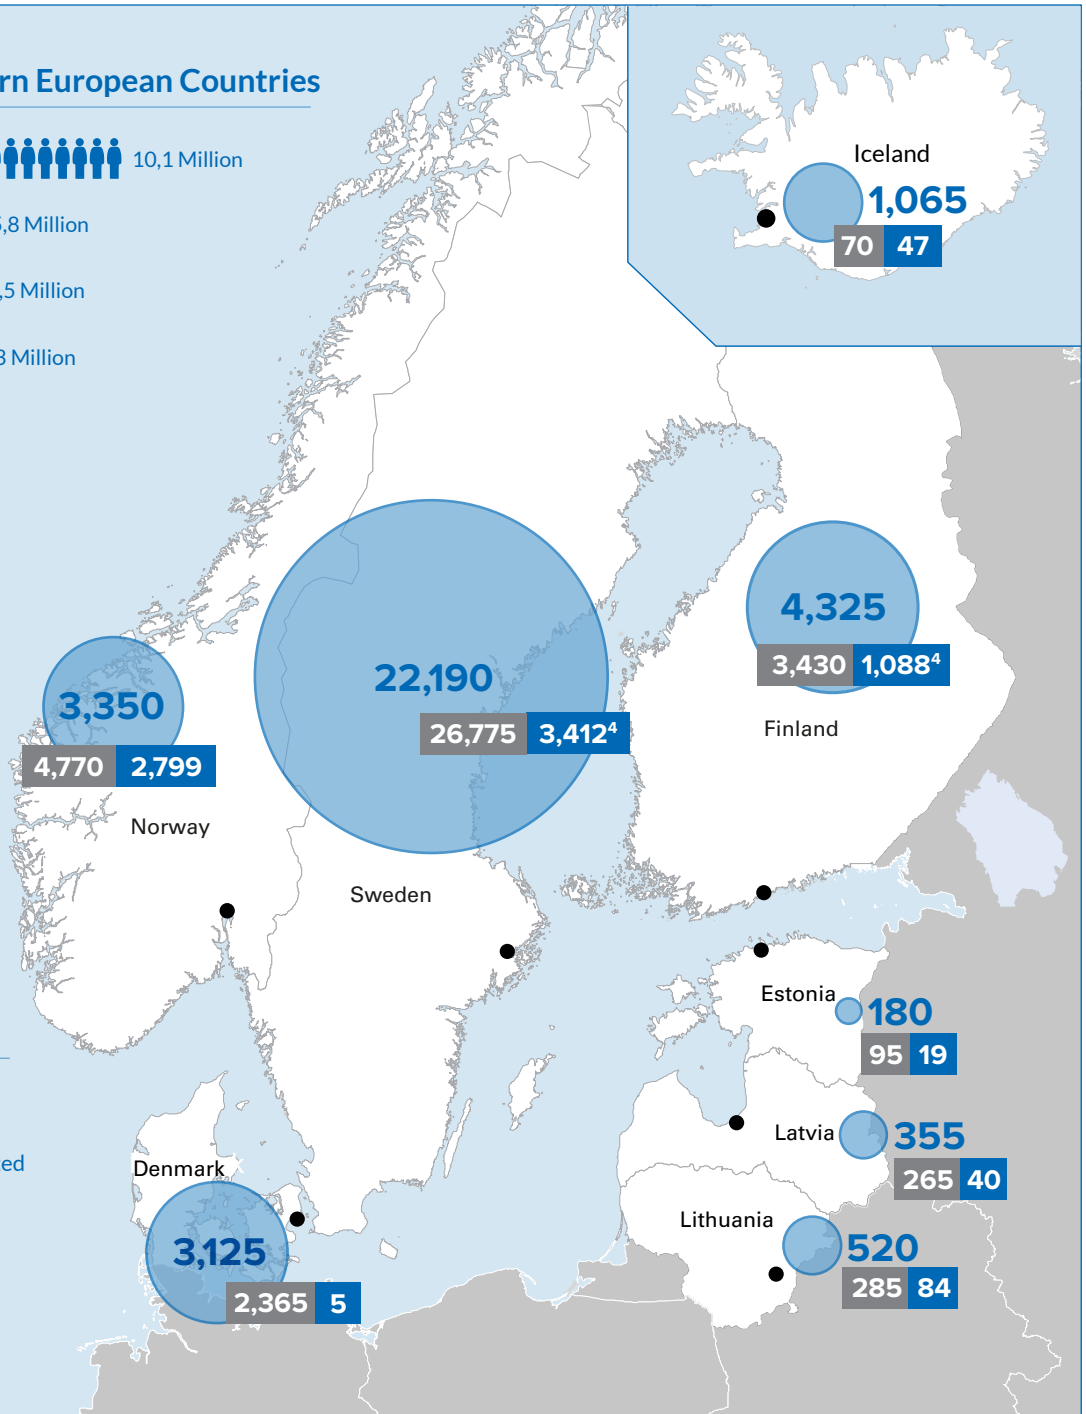 rn European Countries
10,1 Million
,8 Million
,5 Million
3 Million
Iceland
1,065
70 47
4,325
3,430 1,088⁴
Finland
22,190
26,775 3,412⁴
3,350
4,770 2,799
Norway
Sweden
Estonia
180
95 19
Latvia
355
265 40
ed
Denmark
3,125
2,365 5
Lithuania
520
285 84